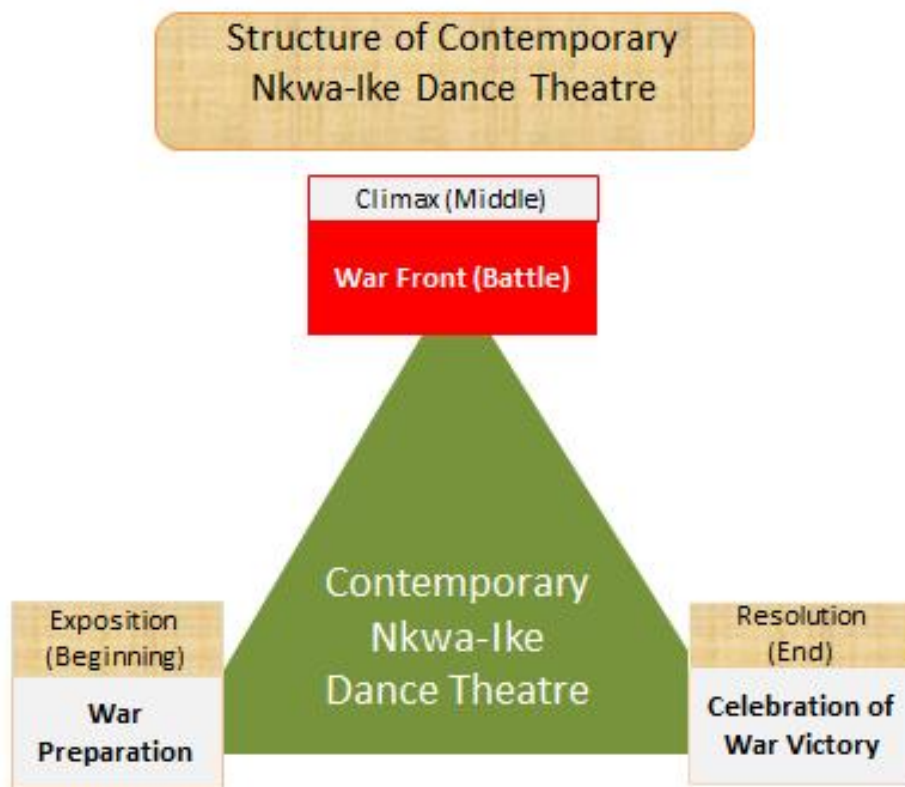 Structure of Contemporary
Nkwa-Ike Dance Theatre
Climax (Middle)
War Front (Battle)
Contemporary
Nkwa-Ike
Dance Theatre
Exposition
(Beginning)
War
Preparation
Resolution
(End)
Celebration of
War Victory